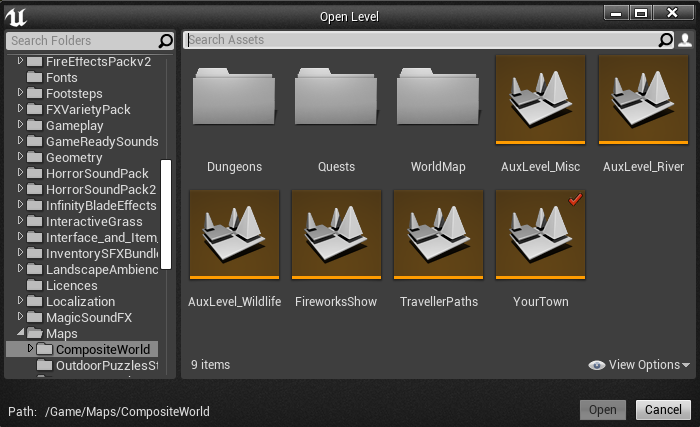 Open Level
Search Folders
FireEffectsPackv2
Fonts
Footsteps
FXVarietyPack
Gameplay
GameReadySounds
Geometry
HorrorSoundPack
HorrorSoundPack2
InfinityBladeEffects
InteractiveGrass
Interface_and_Item_
InventorySFXBundle
LandscapeAmbienc
Licences
Localization
MagicSoundFX
Maps
CompositeWorld
OutdoorPuzzlesSt
Search Assets
Dungeons
Quests
WorldMap
AuxLevel_Misc
AuxLevel_River
AuxLevel_Wildlife
FireworksShow
TravellerPaths
YourTown
9 items
View Options
Path: /Game/Maps/CompositeWorld
Open
Cancel